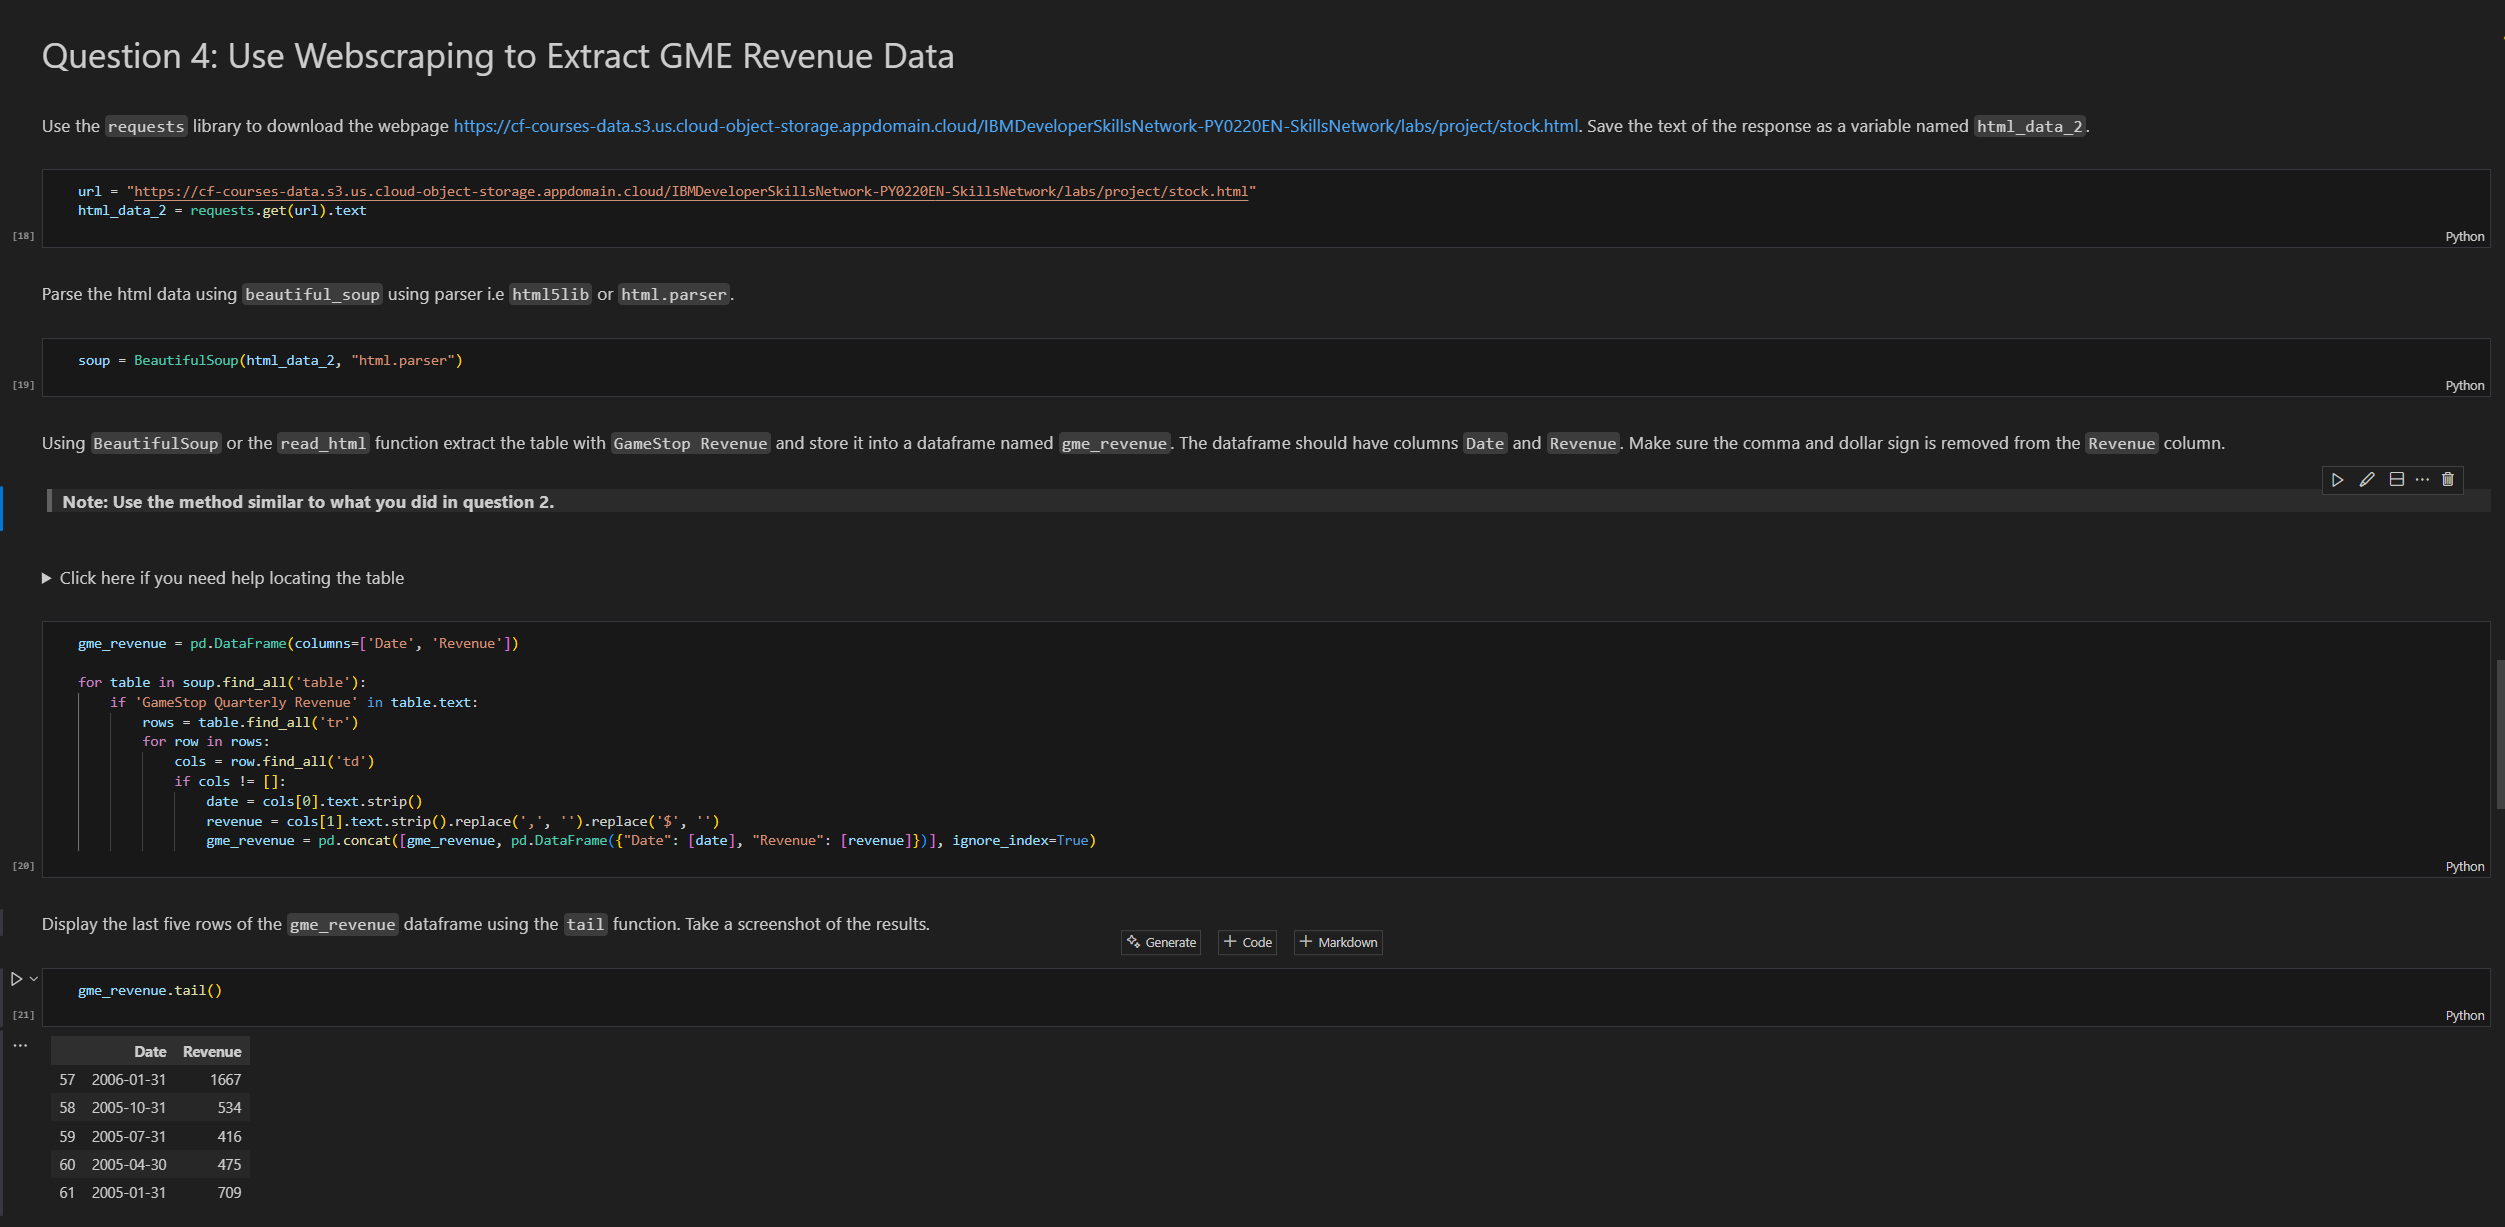 Question 4: Use Webscraping to Extract GME Revenue Data
Use the requests library to download the webpage https://cf-courses-data.s3.us.cloud-object-storage.appdomain.cloud/IBMDeveloperSkillsNetwork-PY0220EN-SkillsNetwork/labs/project/stock.html. Save the text of the response as a variable named html_data_2.
url = "https://cf-courses-data.s3.us.cloud-object-storage.appdomain.cloud/IBMDeveloperSkillsNetwork-PY0220EN-SkillsNetwork/labs/project/stock.html"
html_data_2 = requests.get(url).text
[18]
Python
Parse the html data using beautiful_soup using parser i.e html5lib or html.parser.
soup = BeautifulSoup(html_data_2, "html.parser")
[19]
Python
Using BeautifulSoup or the read_html function extract the table with GameStop Revenue and store it into a dataframe named gme_revenue. The dataframe should have columns Date and Revenue. Make sure the comma and dollar sign is removed from the Revenue column.
Note: Use the method similar to what you did in question 2.
Click here if you need help locating the table
gme_revenue = pd.DataFrame(columns=['Date', 'Revenue'])
for table in soup.find_all('table'):
if 'GameStop Quarterly Revenue' in table.text:
rows = table.find_all('tr')
for row in rows:
cols = row.find_all('td')
if cols != []:
date = cols[0].text.strip()
revenue = cols[1].text.strip().replace(',', '').replace('$', '')
gme_revenue = pd.concat([gme_revenue, pd.DataFrame({"Date": [date], "Revenue": [revenue]})], ignore_index=True)
[20]
Python
Display the last five rows of the gme_revenue dataframe using the tail function. Take a screenshot of the results.
Generate + Code + Markdown
gme_revenue.tail()
[21]
Python
Date Revenue
57 2006-01-31 1667
58 2005-10-31 534
59 2005-07-31 416
60 2005-04-30 475
61 2005-01-31 709